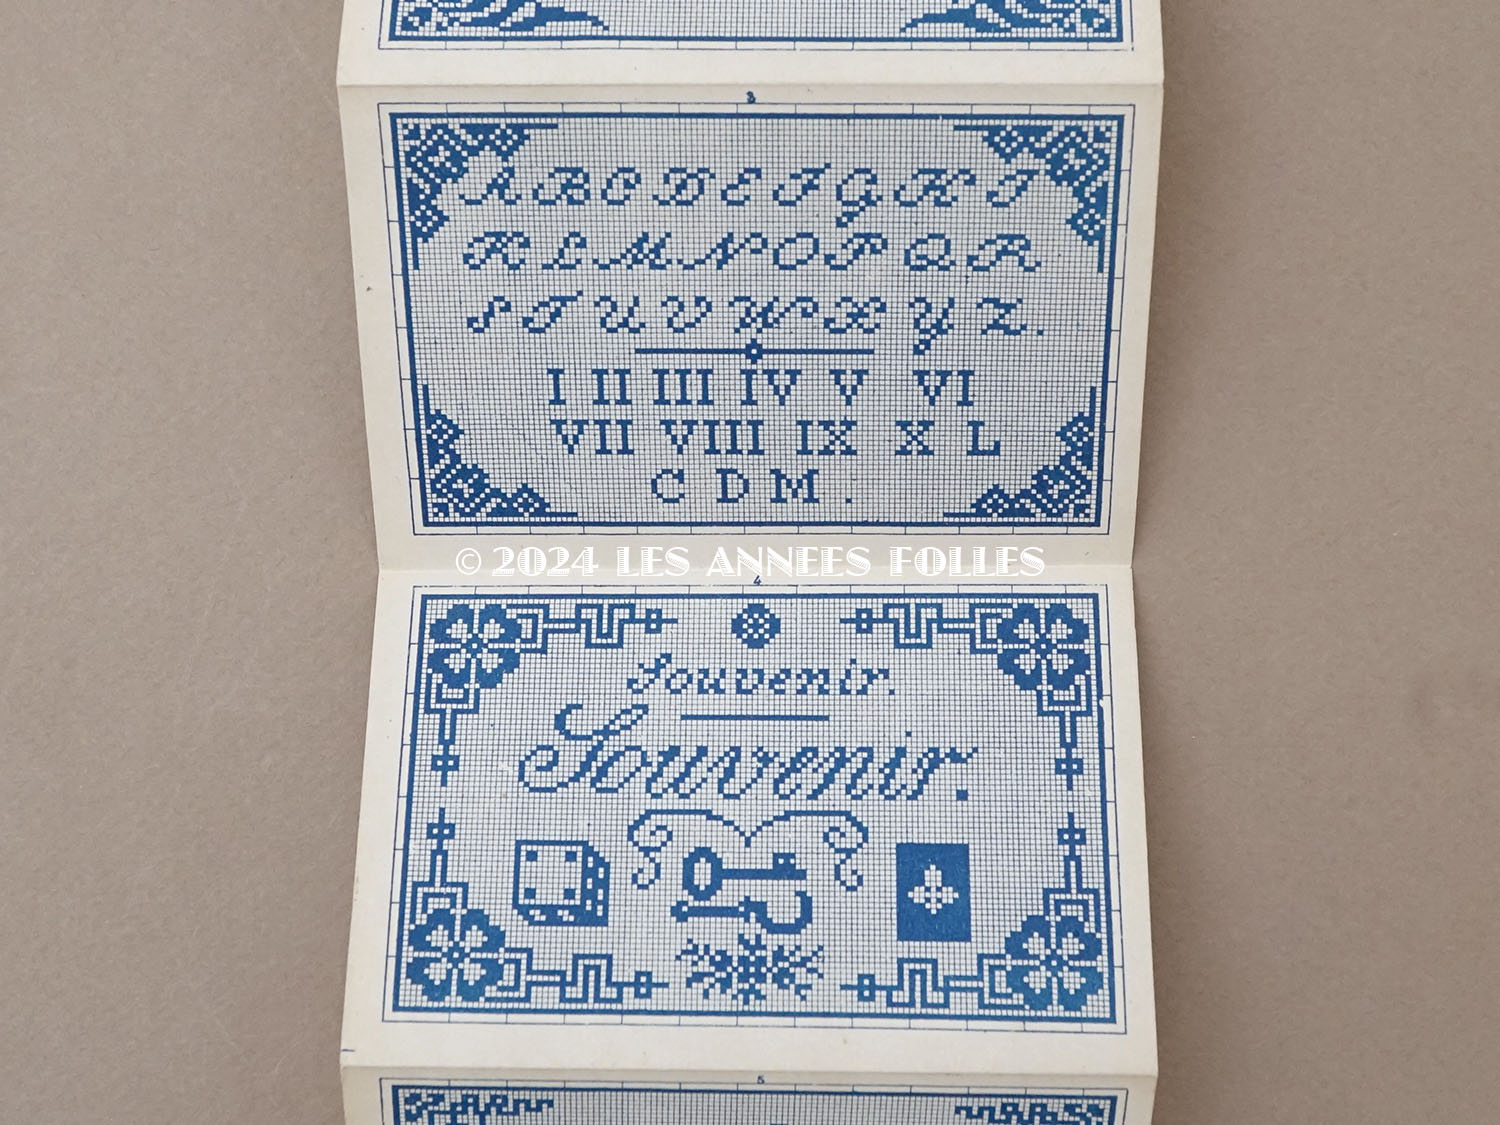 3
A B C D E F G H I
K L M N O P Q R
S T U V W X Y Z.
I II III IV V VI
VII VIII IX X L
C D M.
© 2024 LES ANNEES FOLLES
4
Souvenir.
Souvenir.
5